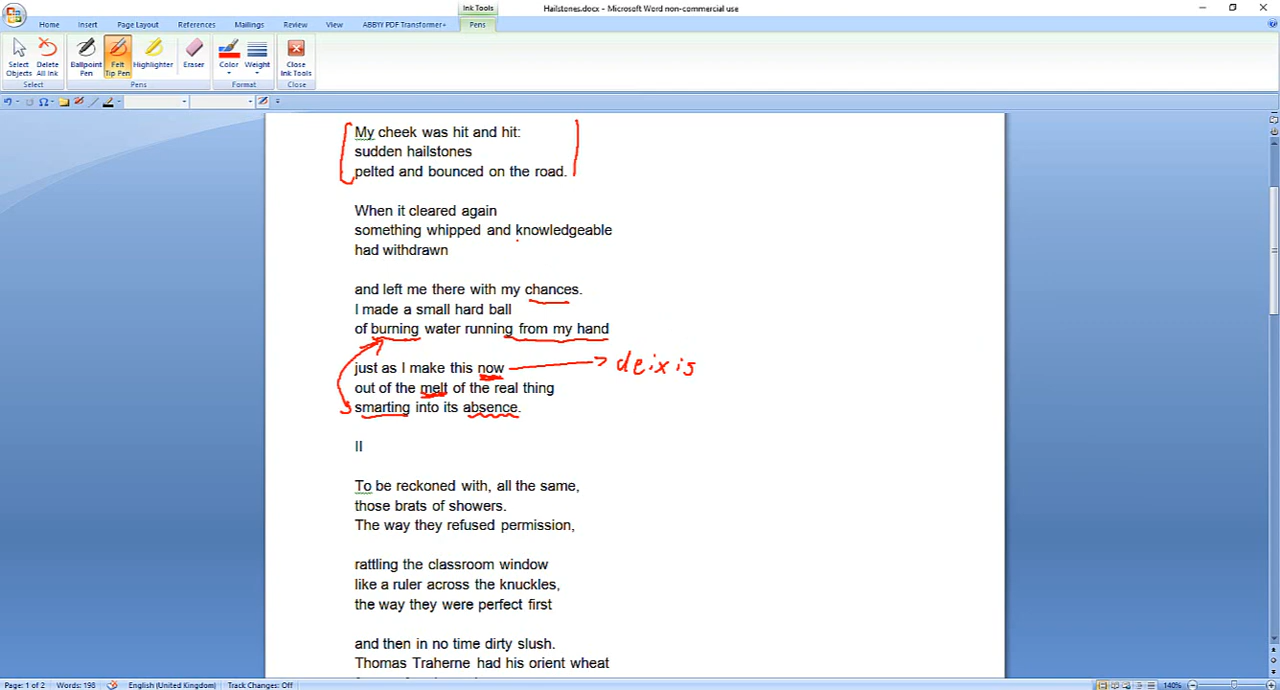 Ink Tools
Hailstones.docx - Microsoft Word non-commercial use
Home Insert Page Layout References Mailings Review View ABBYY PDF Transformer+ Pens
Select Objects Delete All Ink Ballpoint Pen Felt Tip Pen Highlighter Eraser Color Weight Close Ink Tools
Select Pens Format Close
My cheek was hit and hit:
sudden hailstones
pelted and bounced on the road.
When it cleared again
something whipped and knowledgeable
had withdrawn
and left me there with my chances.
I made a small hard ball
of burning water running from my hand
just as I make this now deixis
out of the melt of the real thing
smarting into its absence.
II
To be reckoned with, all the same,
those brats of showers.
The way they refused permission,
rattling the classroom window
like a ruler across the knuckles,
the way they were perfect first
and then in no time dirty slush.
Thomas Traherne had his orient wheat
Page: 1 of 2 Words: 198 English (United Kingdom) Track Changes: Off 140%